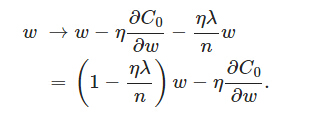 w → w − η ∂C₀/∂w − ηλ/n w
= (1 − ηλ/n) w − η ∂C₀/∂w.